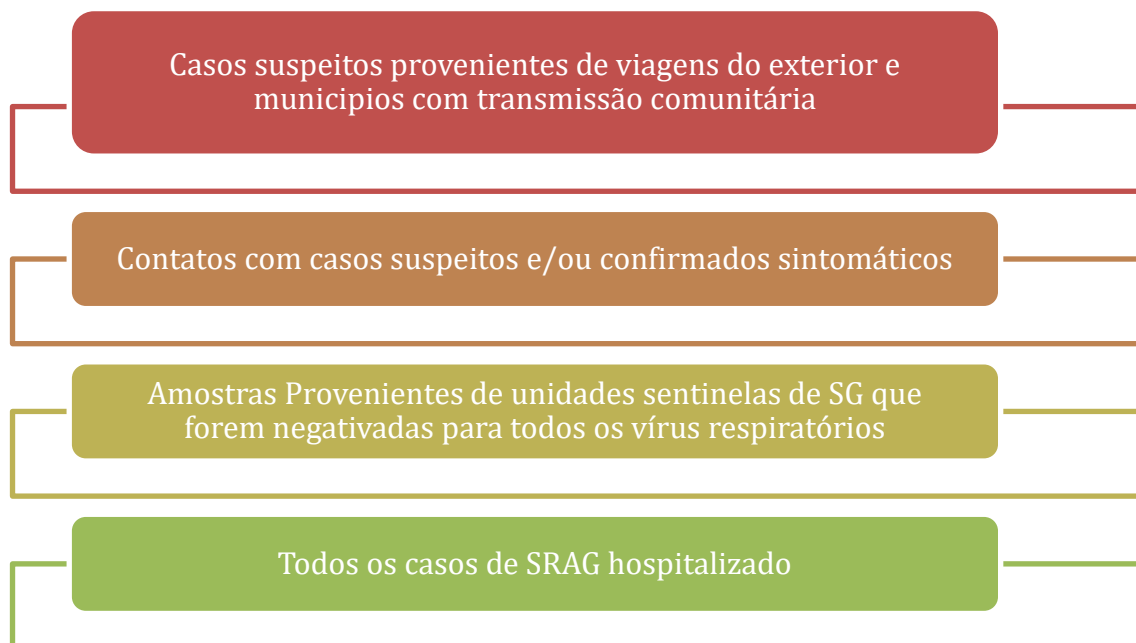 Casos suspeitos provenientes de viagens do exterior e
municipios com transmissão comunitária
Contatos com casos suspeitos e/ou confirmados sintomáticos
Amostras Provenientes de unidades sentinelas de SG que
forem negativadas para todos os vírus respiratórios
Todos os casos de SRAG hospitalizado